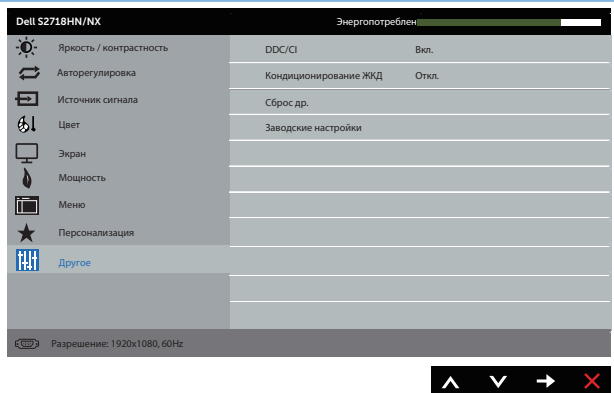 Dell S2718HN/NX Энергопотреблен
Яркость / контрастность
Авторегулировка
Источник сигнала
Цвет
Экран
Мощность
Меню
Персонализация
Другое
DDC/CI Вкл.
Кондиционирование ЖКД Откл.
Сброс др.
Заводские настройки
Разрешение: 1920x1080, 60Hz